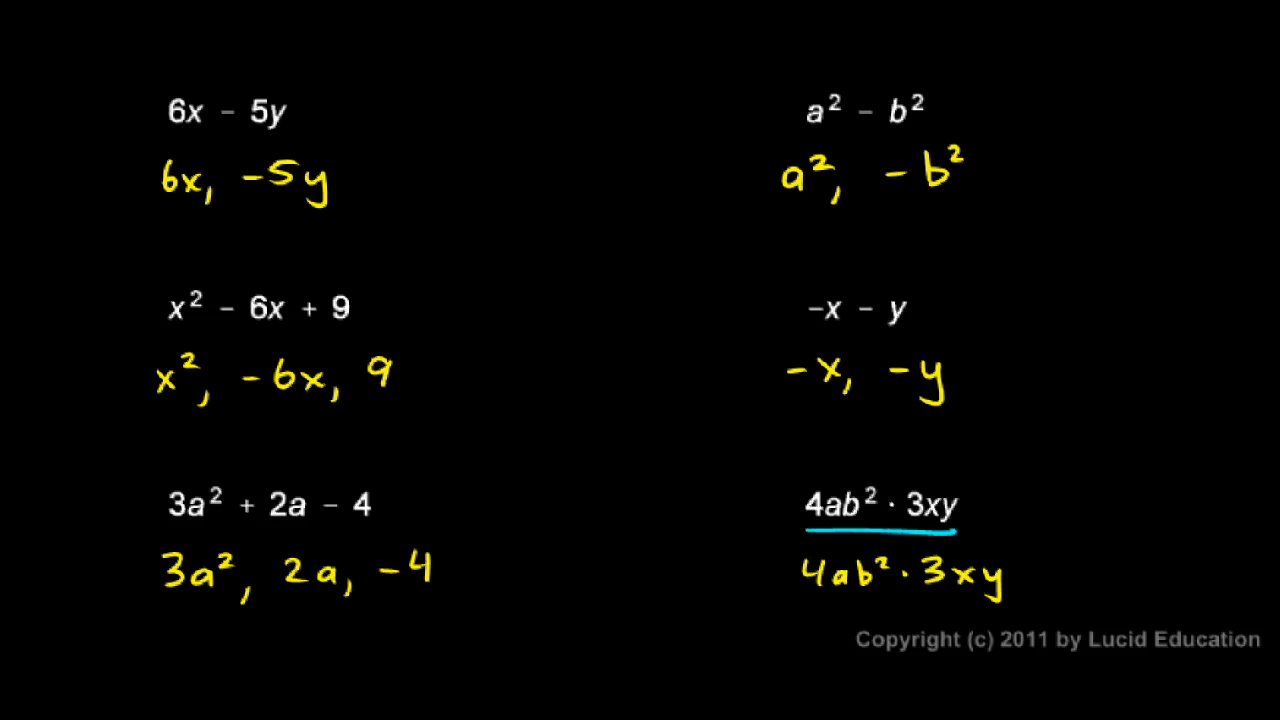 6x − 5y
6x, −5y
a² − b²
a², −b²
x² − 6x + 9
x², −6x, 9
−x − y
−x, −y
3a² + 2a − 4
3a², 2a, −4
4ab² · 3xy
4ab² · 3xy
Copyright (c) 2011 by Lucid Education